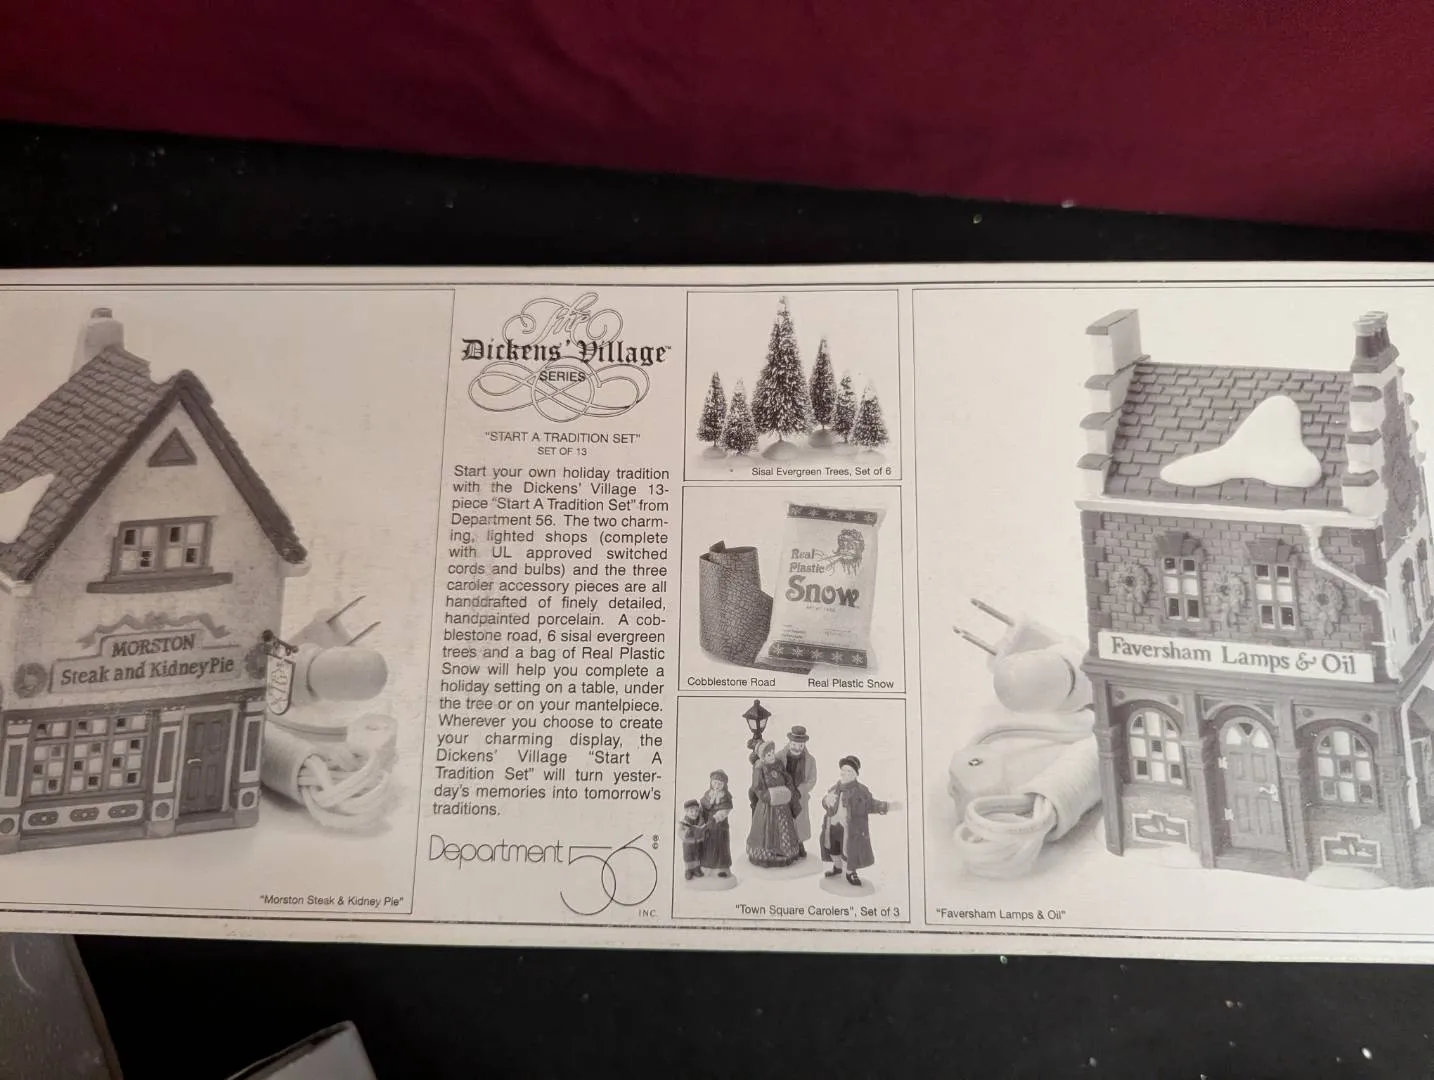 MORSTON
Steak and Kidney Pie
"Morston Steak & Kidney Pie"
The
Dickens' Village™
SERIES
"START A TRADITION SET"
SET OF 13
Start your own holiday tradition
with the Dickens' Village 13-
piece "Start A Tradition Set" from
Department 56. The two charm-
ing, lighted shops (complete
with UL approved switched
cords and bulbs) and the three
caroler accessory pieces are all
handcrafted of finely detailed,
handpainted porcelain. A cob-
blestone road, 6 sisal evergreen
trees and a bag of Real Plastic
Snow will help you complete a
holiday setting on a table, under
the tree or on your mantelpiece.
Wherever you choose to create
your charming display, the
Dickens' Village "Start A
Tradition Set" will turn yester-
day's memories into tomorrow's
traditions.
Department 56
INC.
Sisal Evergreen Trees, Set of 6
Real
Plastic
Snow
Cobblestone Road
Real Plastic Snow
"Town Square Carolers", Set of 3
Faversham Lamps & Oil
"Faversham Lamps & Oil"